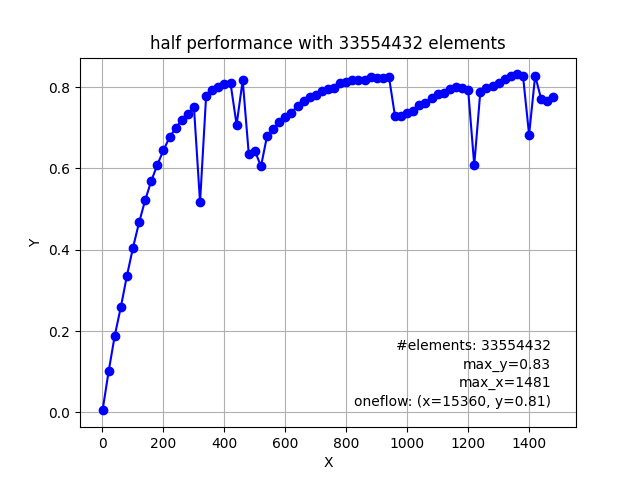 half performance with 33554432 elements
0.8
0.6
0.4
0.2
0.0
Y
#elements: 33554432
max_y=0.83
max_x=1481
oneflow: (x=15360, y=0.81)
0 200 400 600 800 1000 1200 1400
X